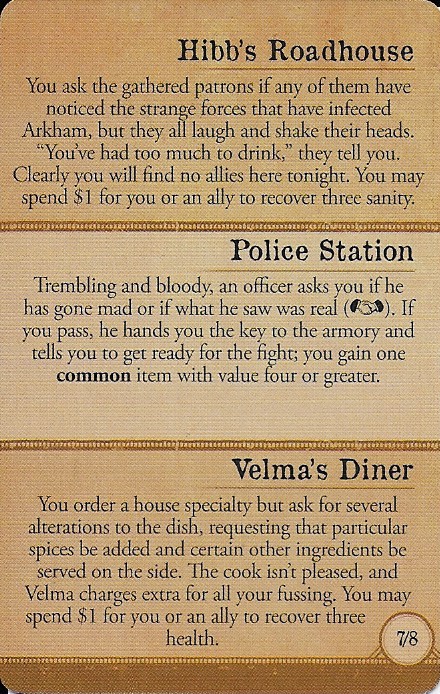 Hibb's Roadhouse
You ask the gathered patrons if any of them have
noticed the strange forces that have infected
Arkham, but they all laugh and shake their heads.
“You've had too much to drink,” they tell you.
Clearly you will find no allies here tonight. You may
spend $1 for you or an ally to recover three sanity.
Police Station
Trembling and bloody, an officer asks you if he
has gone mad or if what he saw was real (). If
you pass, he hands you the key to the armory and
tells you to get ready for the fight; you gain one
common item with value four or greater.
Velma's Diner
You order a house specialty but ask for several
alterations to the dish, requesting that particular
spices be added and certain other ingredients be
served on the side. The cook isn't pleased, and
Velma charges extra for all your fussing. You may
spend $1 for you or an ally to recover three
health.
7/8